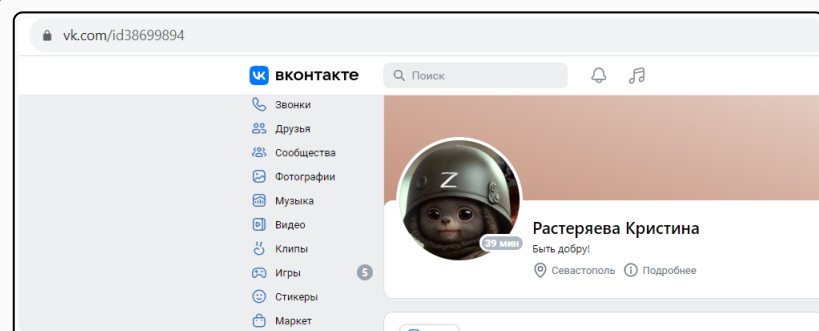 vk.com/id38699894
ВКОНТАКТЕ
Поиск
Звонки
Друзья
Сообщества
Фотографии
Музыка
Видео
Клипы
Игры 5
Стикеры
Маркет
Z
39 мин
Растеряева Кристина
Быть добру!
Севастополь Подробнее